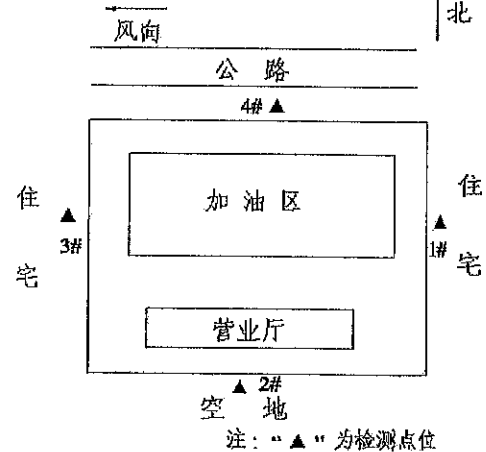 北
风向
公 路
4# ▲
住 宅
加 油 区
住 宅
▲ 3#
▲ 1#
营业厅
▲ 2#
空 地
注："▲"为检测点位